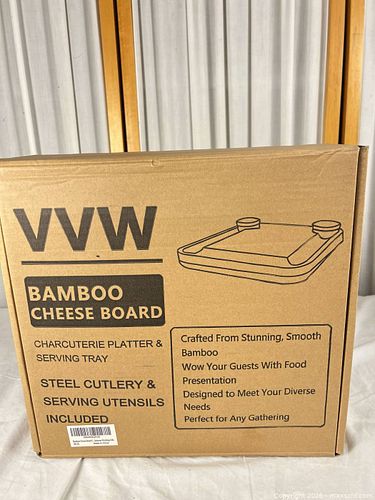 VVW
BAMBOO
CHEESE BOARD
CHARCUTERIE PLATTER &
SERVING TRAY
STEEL CUTLERY &
SERVING UTENSILS
INCLUDED
Crafted From Stunning, Smooth
Bamboo
Wow Your Guests With Food
Presentation
Designed to Meet Your Diverse
Needs
Perfect for Any Gathering